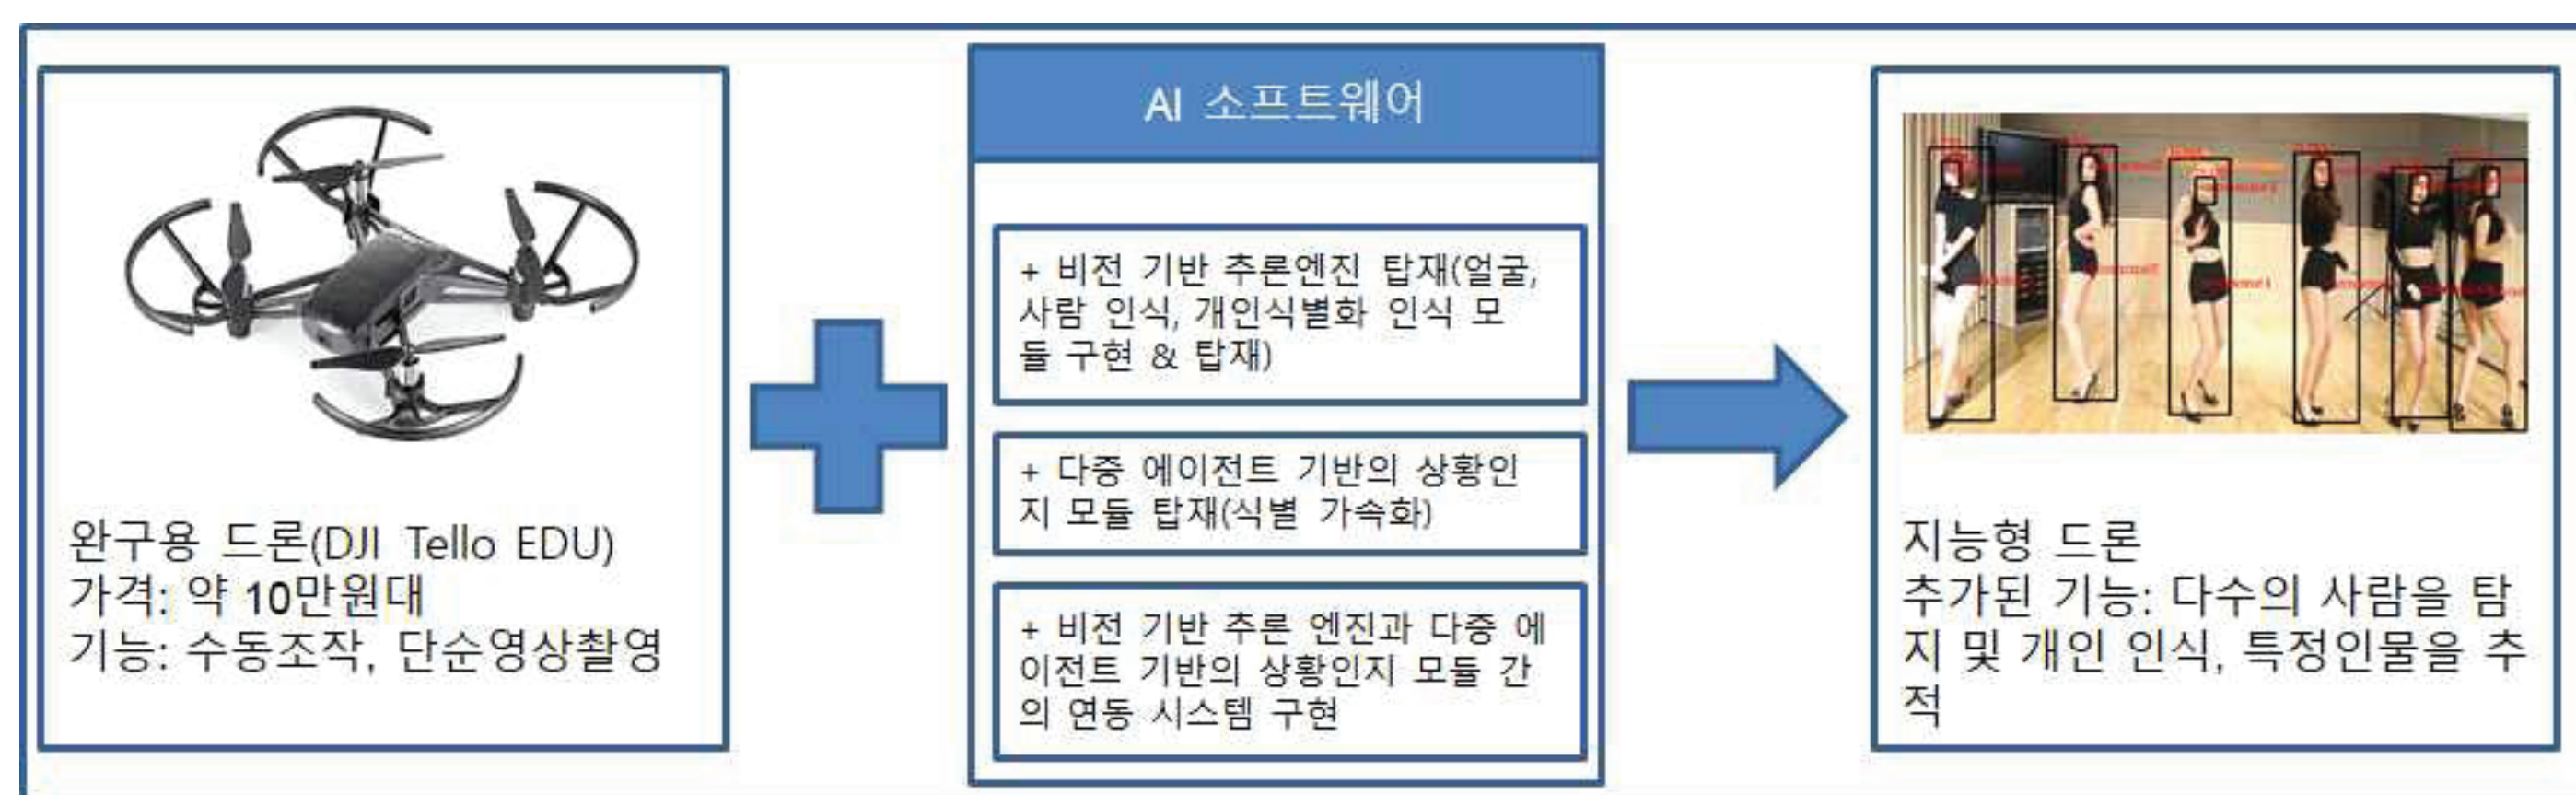 완구용 드론(DJI Tello EDU)
가격: 약 10만원대
기능: 수동조작, 단순영상촬영
AI 소프트웨어
+ 비전 기반 추론엔진 탑재(얼굴,
사람 인식, 개인식별화 인식 모
듈 구현 & 탑재)
+ 다중 에이전트 기반의 상황인
지 모듈 탑재(식별 가속화)
+ 비전 기반 추론 엔진과 다중 에
이전트 기반의 상황인지 모듈 간
의 연동 시스템 구현
지능형 드론
추가된 기능: 다수의 사람을 탐
지 및 개인 인식, 특정인물을 추
적